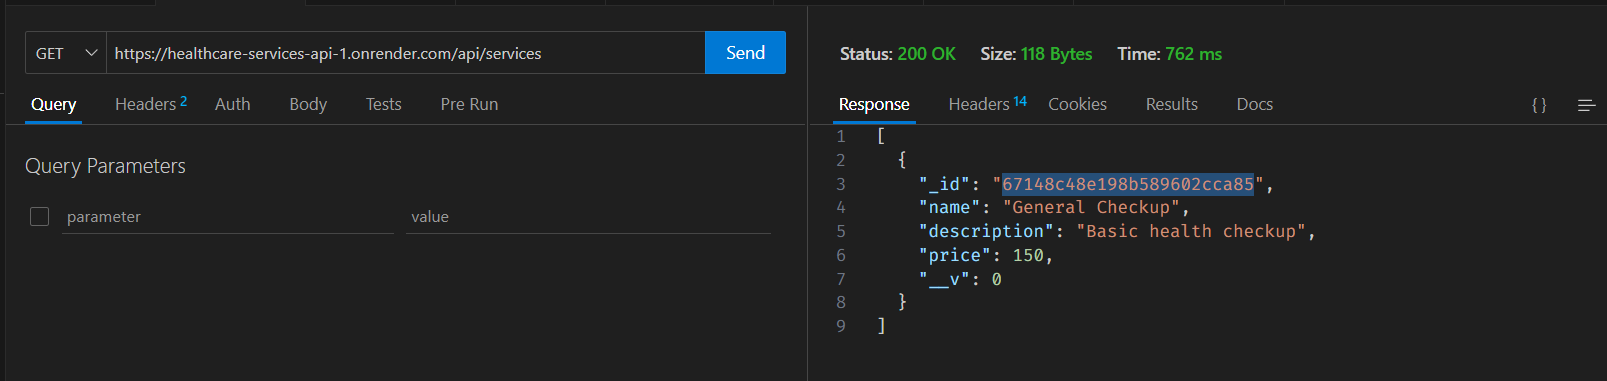 GET https://healthcare-services-api-1.onrender.com/api/services Send
Query Headers 2 Auth Body Tests Pre Run
Query Parameters
parameter value
Status: 200 OK Size: 118 Bytes Time: 762 ms
Response Headers 14 Cookies Results Docs { }
1 [
2 {
3 "_id": "67148c48e198b589602cca85",
4 "name": "General Checkup",
5 "description": "Basic health checkup",
6 "price": 150,
7 "__v": 0
8 }
9 ]